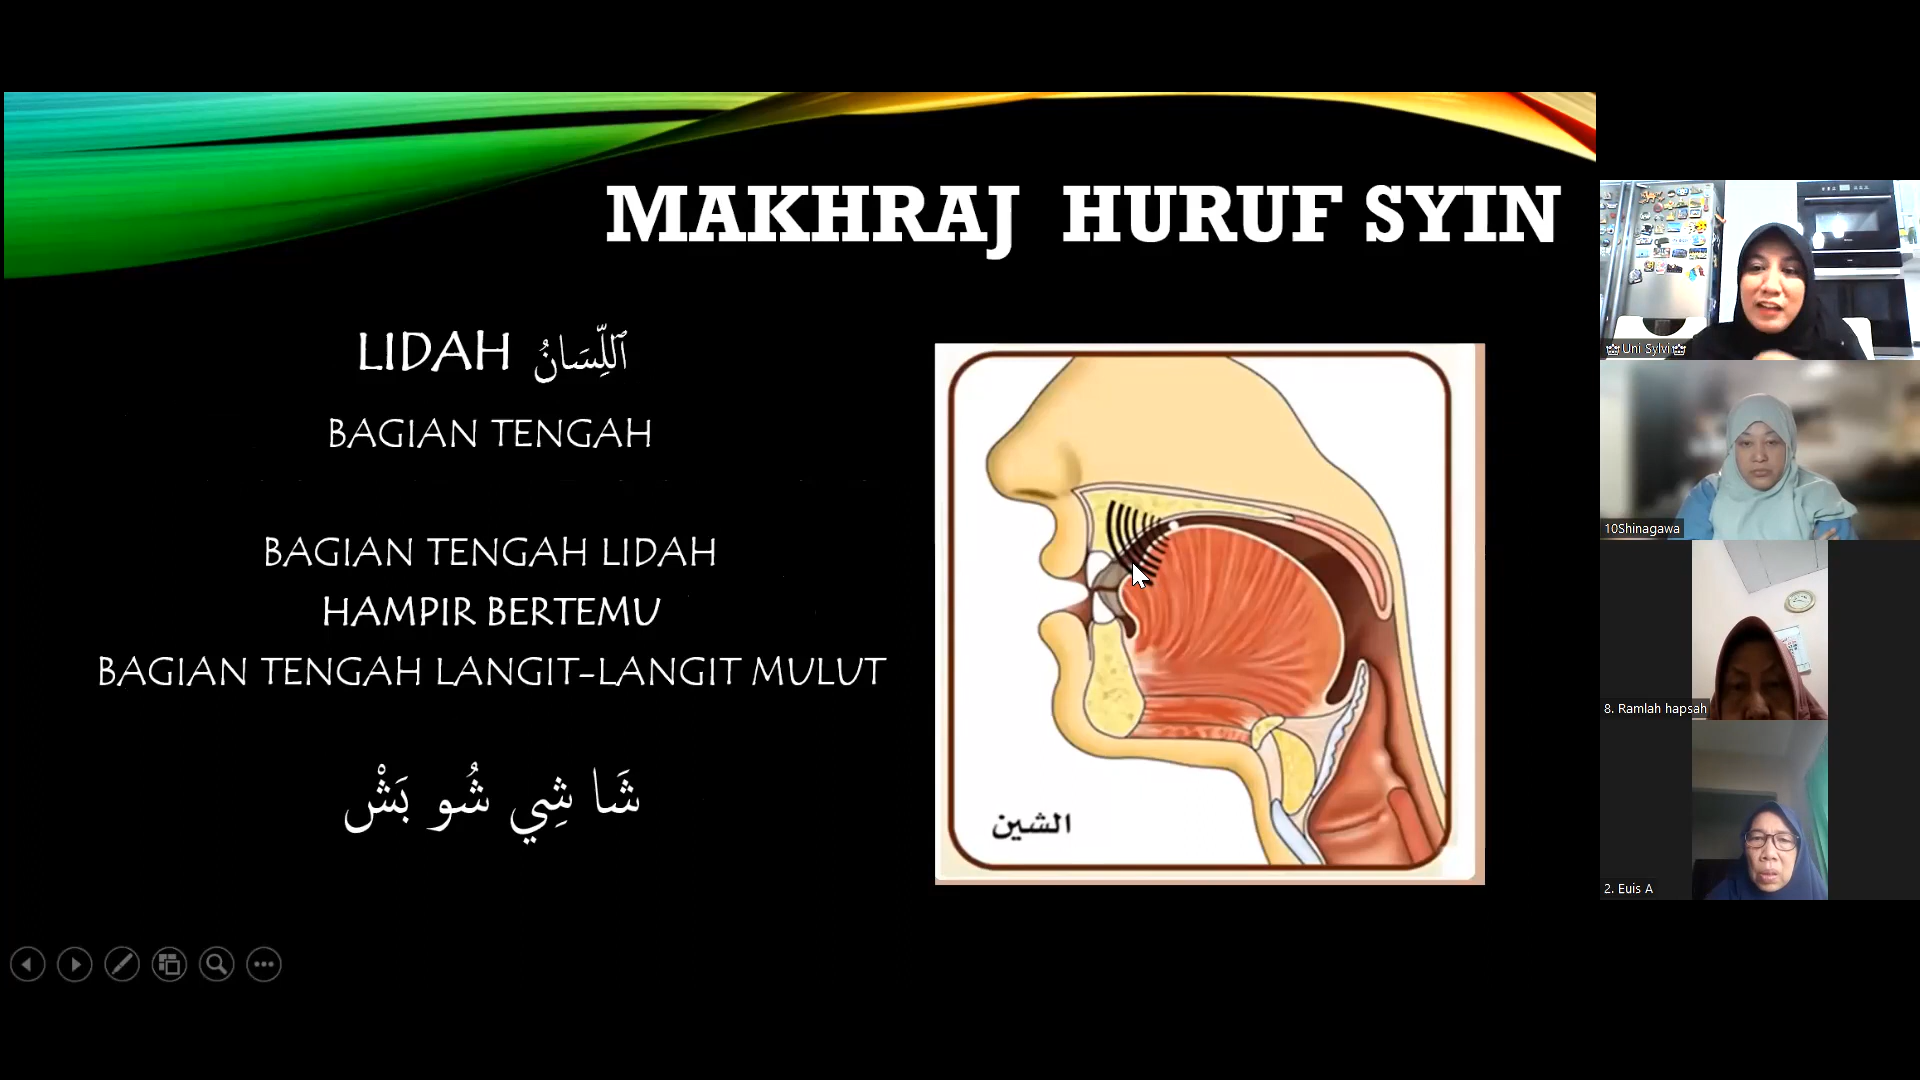 MAKHRAJ HURUF SYIN
LIDAH ٱللِّسَانُ
BAGIAN TENGAH
BAGIAN TENGAH LIDAH
HAMPIR BERTEMU
BAGIAN TENGAH LANGIT-LANGIT MULUT
شَا شِي شُو بَشْ
الشين
Uni Sylvi
10Shinagawa
8. Ramlah hapsah
2. Euis A